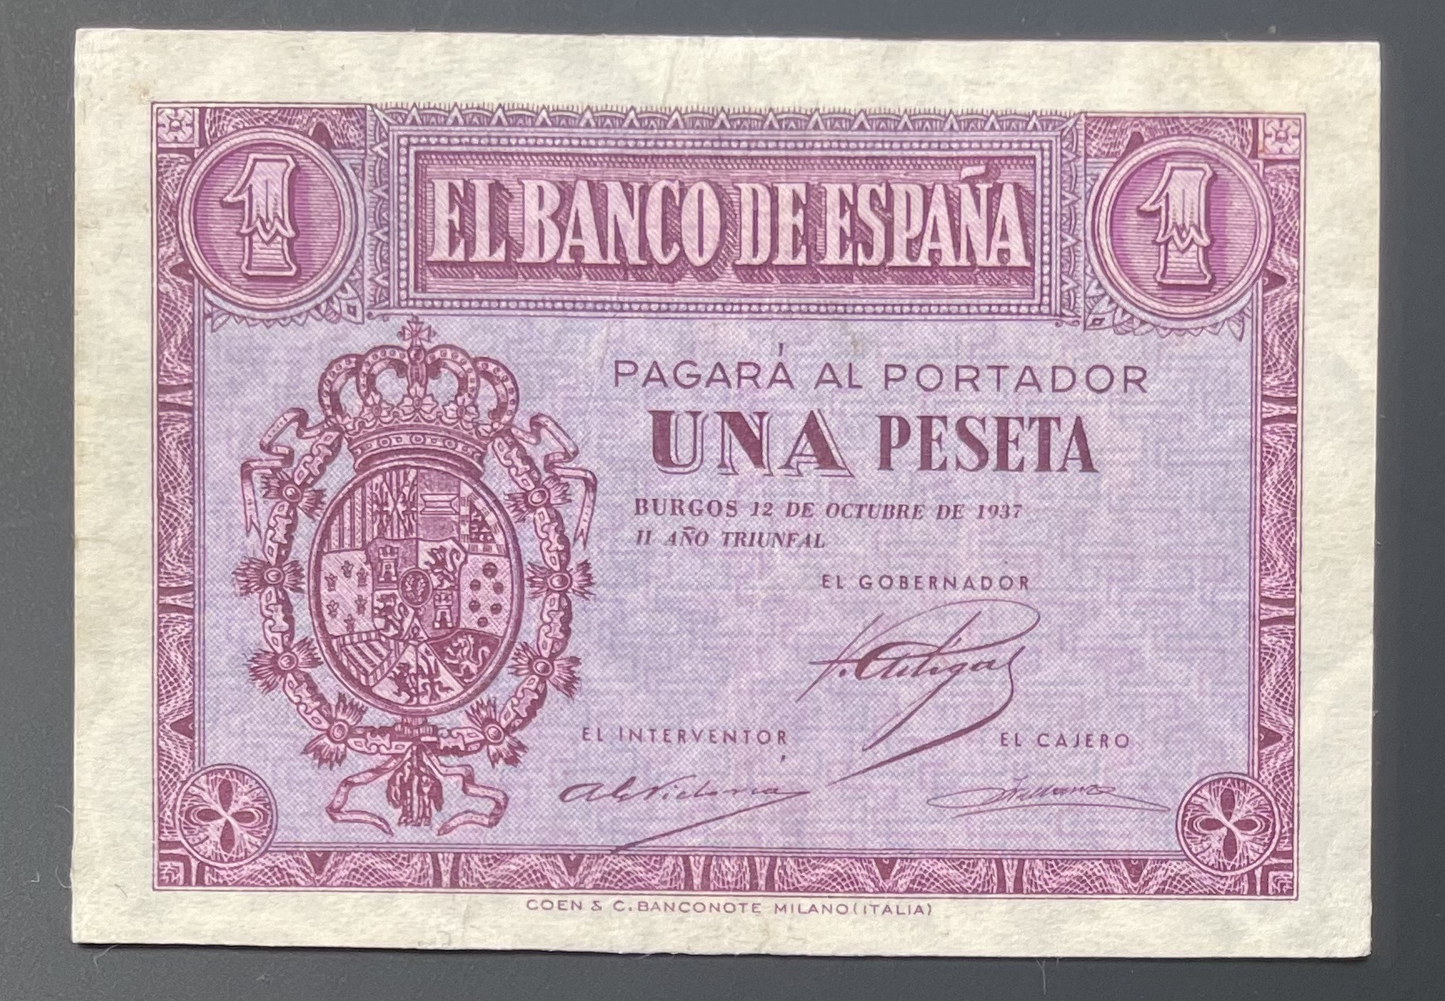 1 EL BANCO DE ESPAÑA 1
PAGARÁ AL PORTADOR
UNA PESETA
BURGOS 12 DE OCTUBRE DE 1937
II AÑO TRIUNFAL
EL GOBERNADOR
EL INTERVENTOR
EL CAJERO
COEN & C. BANCONOTE MILANO (ITALIA)